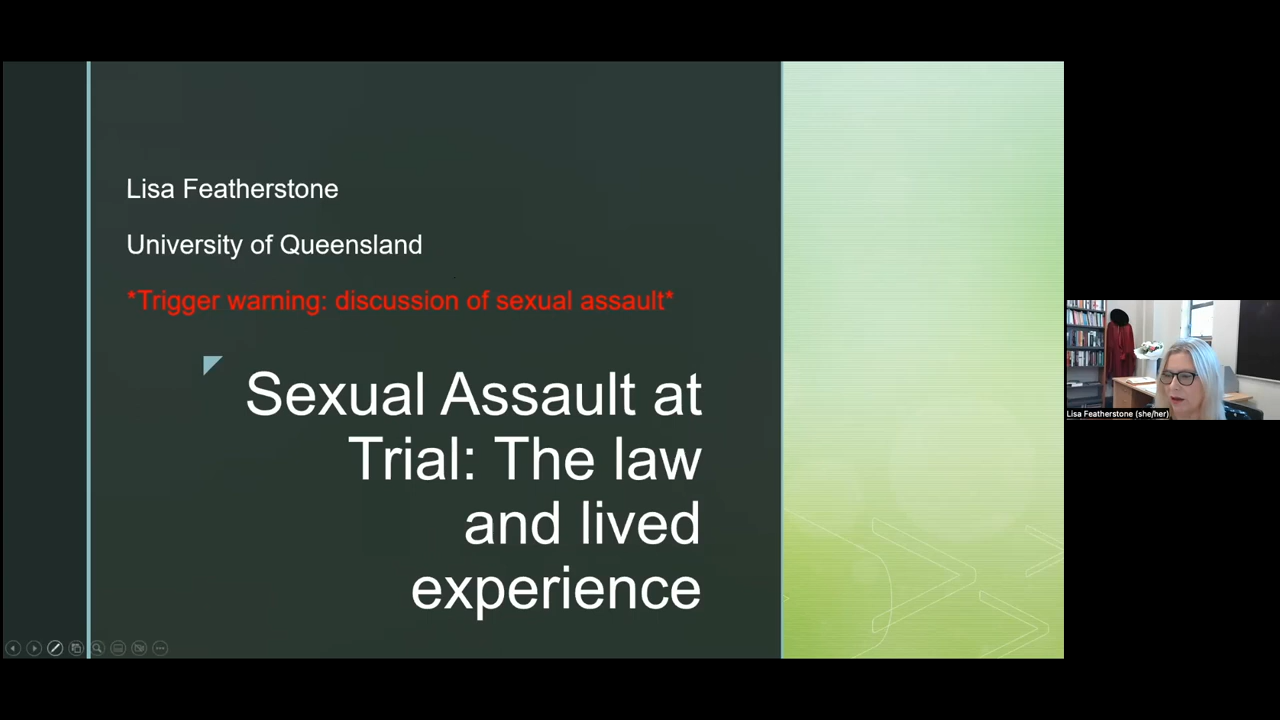 Lisa Featherstone
University of Queensland
*Trigger warning: discussion of sexual assault*
Sexual Assault at
Trial: The law
and lived
experience
Lisa Featherstone (she/her)